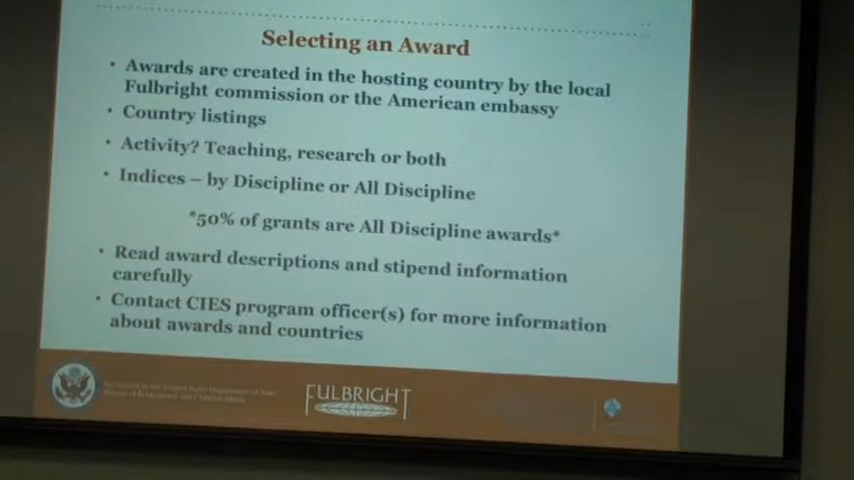 Selecting an Award
• Awards are created in the hosting country by the local
Fulbright commission or the American embassy
• Country listings
• Activity? Teaching, research or both
• Indices – by Discipline or All Discipline
*50% of grants are All Discipline awards*
• Read award descriptions and stipend information
carefully
• Contact CIES program officer(s) for more information
about awards and countries
FULBRIGHT